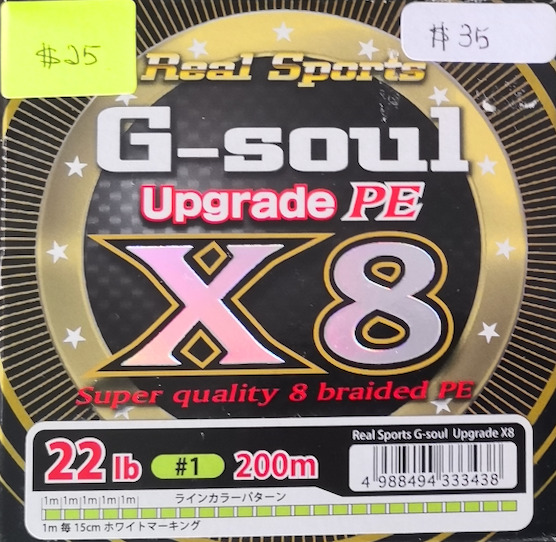 $25
$35
Real Sports
G-soul
Upgrade PE
X8
Super quality 8 braided PE
22lb #1 200m
Real Sports G-soul Upgrade X8
4 988494 333438
1m 1m 1m 1m 1m ラインカラーパターン
1m 毎 15cm ホワイトマーキング